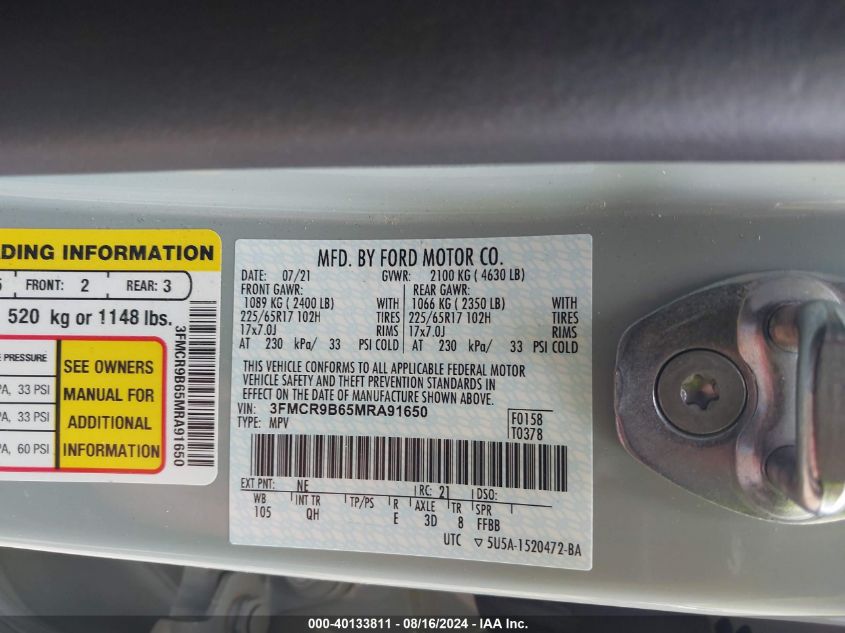 ADING INFORMATION
5 FRONT: 2 REAR: 3
520 kg or 1148 lbs.
E PRESSURE
PA, 33 PSI
PA, 33 PSI
PA, 60 PSI
SEE OWNERS
MANUAL FOR
ADDITIONAL
INFORMATION
3FMCR9B65MRA91650
MFD. BY FORD MOTOR CO.
DATE: 07/21 GVWR: 2100 KG ( 4630 LB)
FRONT GAWR: REAR GAWR:
1089 KG ( 2400 LB) WITH 1066 KG ( 2350 LB) WITH
225/65R17 102H TIRES 225/65R17 102H TIRES
17x7.0J RIMS 17x7.0J RIMS
AT 230 kPa/ 33 PSI COLD AT 230 kPa/ 33 PSI COLD
THIS VEHICLE CONFORMS TO ALL APPLICABLE FEDERAL MOTOR
VEHICLE SAFETY AND THEFT PREVENTION STANDARDS IN
EFFECT ON THE DATE OF MANUFACTURE SHOWN ABOVE.
VIN: 3FMCR9B65MRA91650 F0158
TYPE: MPV T0378
EXT PNT: NE RC: 21 DSO:
WB INT TR TP/PS R AXLE TR SPR
105 QH E 3D 8 FFBB
UTC ▽ 5U5A-1520472-BA
000-40133811 / 08/16/2024 - IAA Inc.